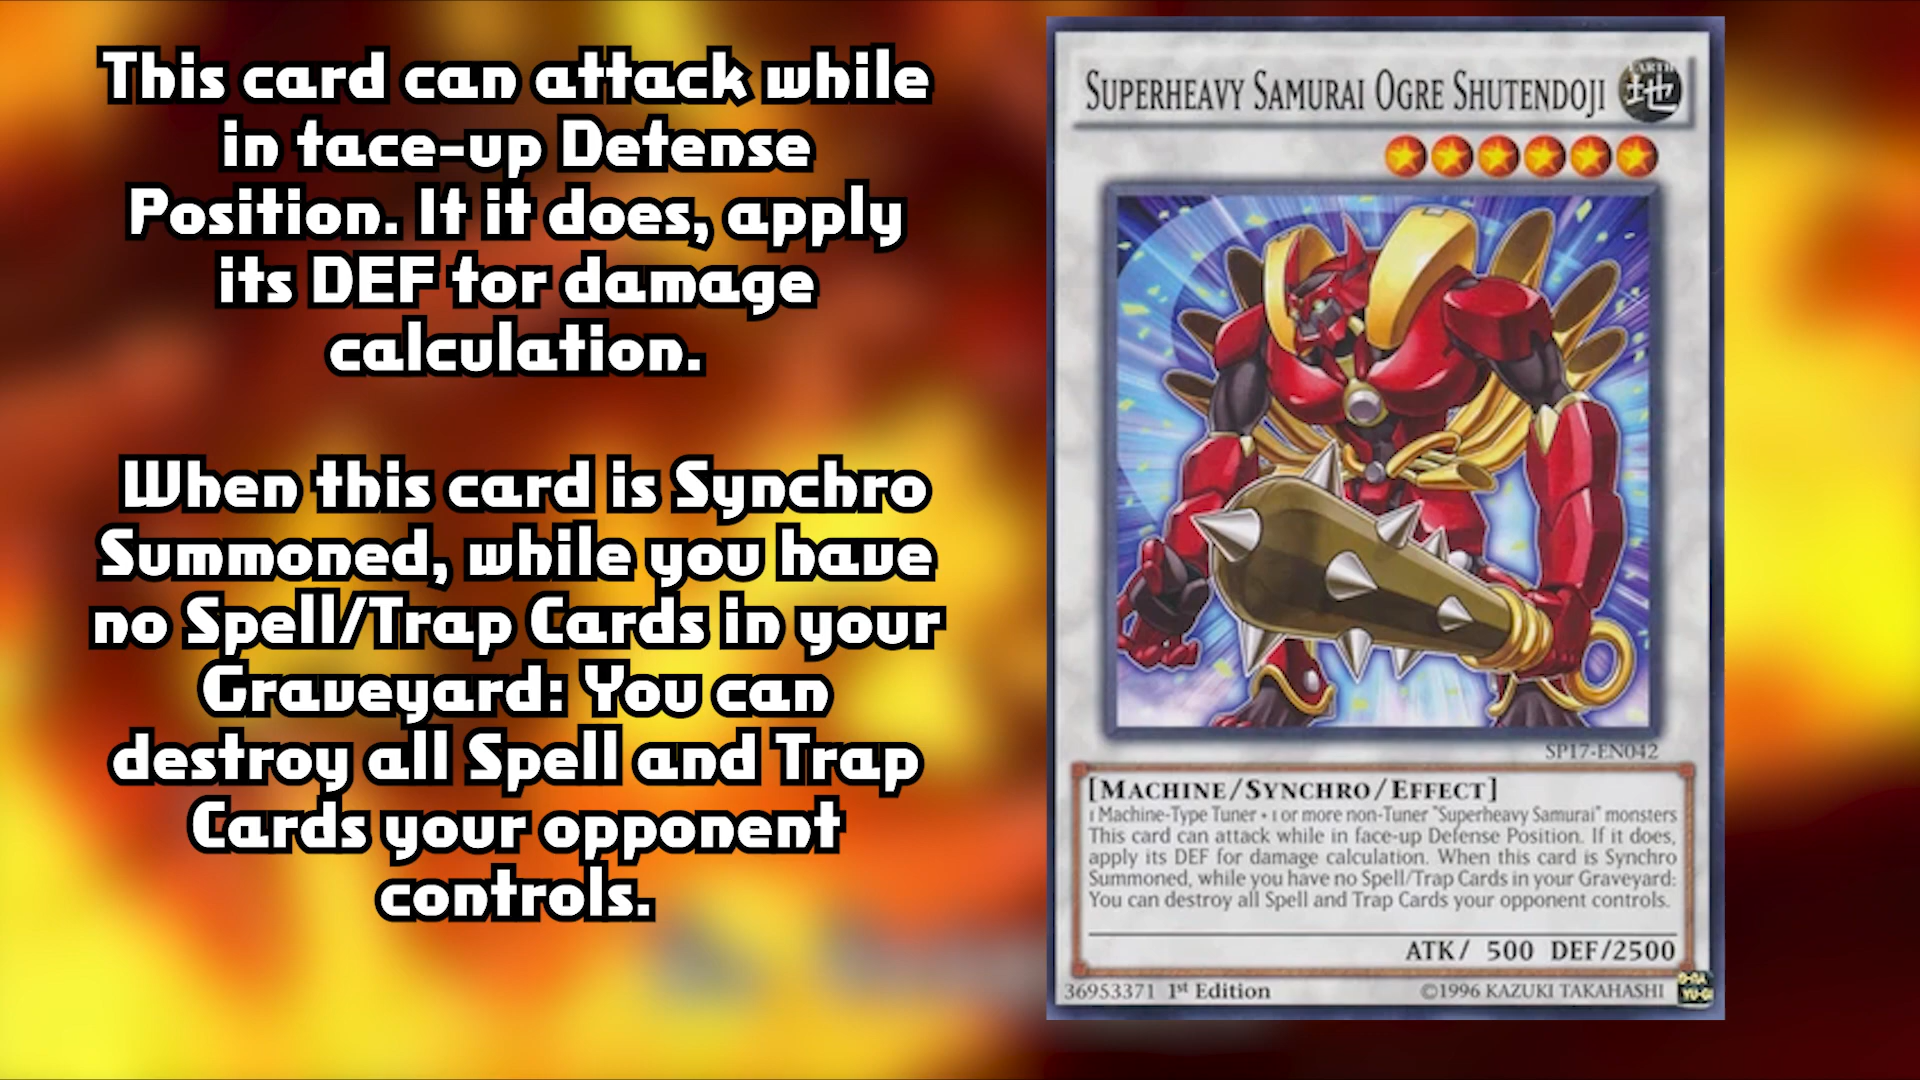 This card can attack while
in face-up Defense
Position. If it does, apply
its DEF for damage
calculation.
When this card is Synchro
Summoned, while you have
no Spell/Trap Cards in your
Graveyard: You can
destroy all Spell and Trap
Cards your opponent
controls.
SUPERHEAVY SAMURAI OGRE SHUTENDOJI
EARTH
地
SP17-EN042
[MACHINE/SYNCHRO/EFFECT]
1 Machine-Type Tuner + 1 or more non-Tuner "Superheavy Samurai" monsters
This card can attack while in face-up Defense Position. If it does,
apply its DEF for damage calculation. When this card is Synchro
Summoned, while you have no Spell/Trap Cards in your Graveyard:
You can destroy all Spell and Trap Cards your opponent controls.
ATK/ 500 DEF/2500
36953371 1st Edition
©1996 KAZUKI TAKAHASHI